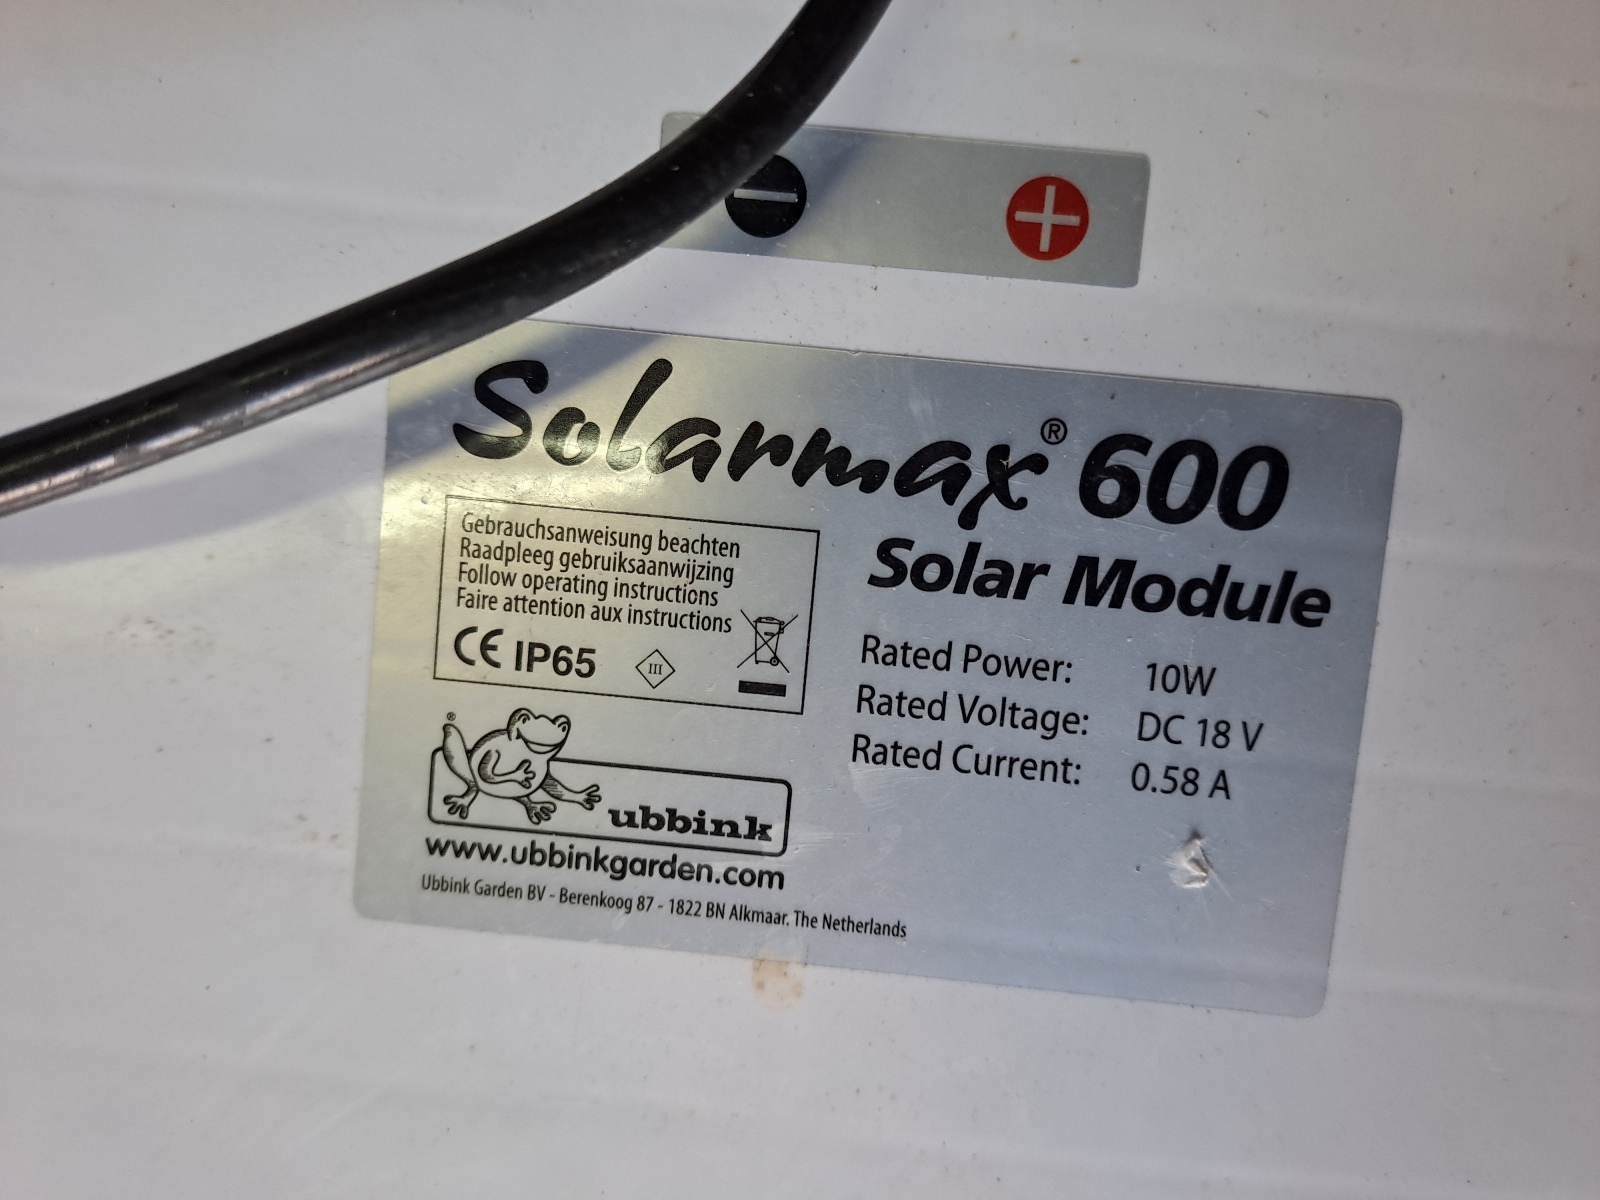 Solarmax® 600
Solar Module
Gebrauchsanweisung beachten
Raadpleeg gebruiksaanwijzing
Follow operating instructions
Faire attention aux instructions
CE IP65 III
Rated Power: 10W
Rated Voltage: DC 18 V
Rated Current: 0.58 A
® ubbink
www.ubbinkgarden.com
Ubbink Garden BV - Berenkoog 87 - 1822 BN Alkmaar. The Netherlands